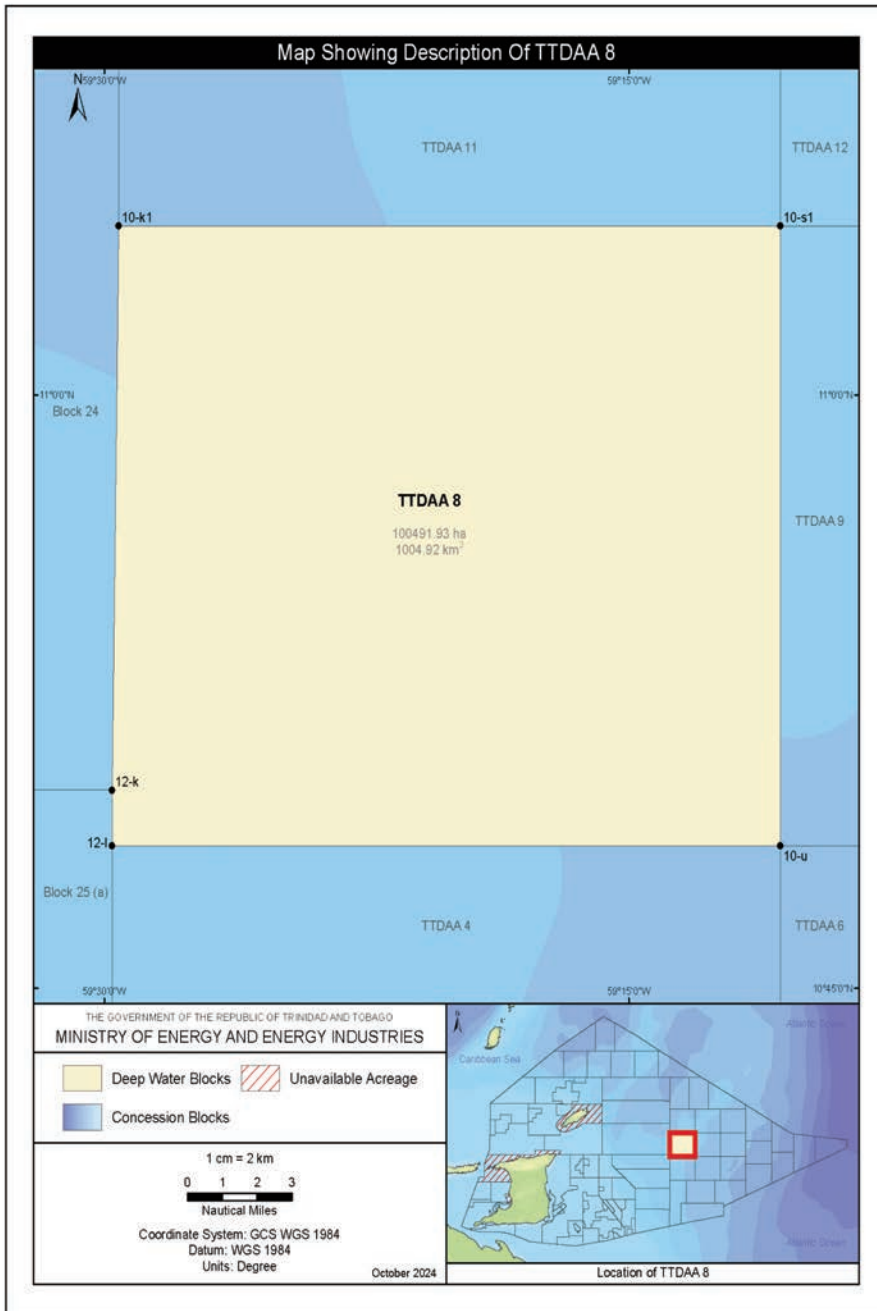 Map Showing Description Of TTDAA 8
N
59°30'0"W
59°15'0"W
TTDAA 11
TTDAA 12
10-k1
10-s1
11°0'0"N
11°0'0"N
Block 24
TTDAA 8
100491.93 ha
1004.92 km²
TTDAA 9
12-k
12-l
10-u
Block 25 (a)
TTDAA 4
TTDAA 6
59°30'0"W
59°15'0"W
10°45'0"N
THE GOVERNMENT OF THE REPUBLIC OF TRINIDAD AND TOBAGO
MINISTRY OF ENERGY AND ENERGY INDUSTRIES
Deep Water Blocks
Unavailable Acreage
Concession Blocks
1 cm = 2 km
0 1 2 3
Nautical Miles
Coordinate System: GCS WGS 1984
Datum: WGS 1984
Units: Degree
October 2024
N
Atlantic Ocean
Caribbean Sea
Atlantic Ocean
Location of TTDAA 8